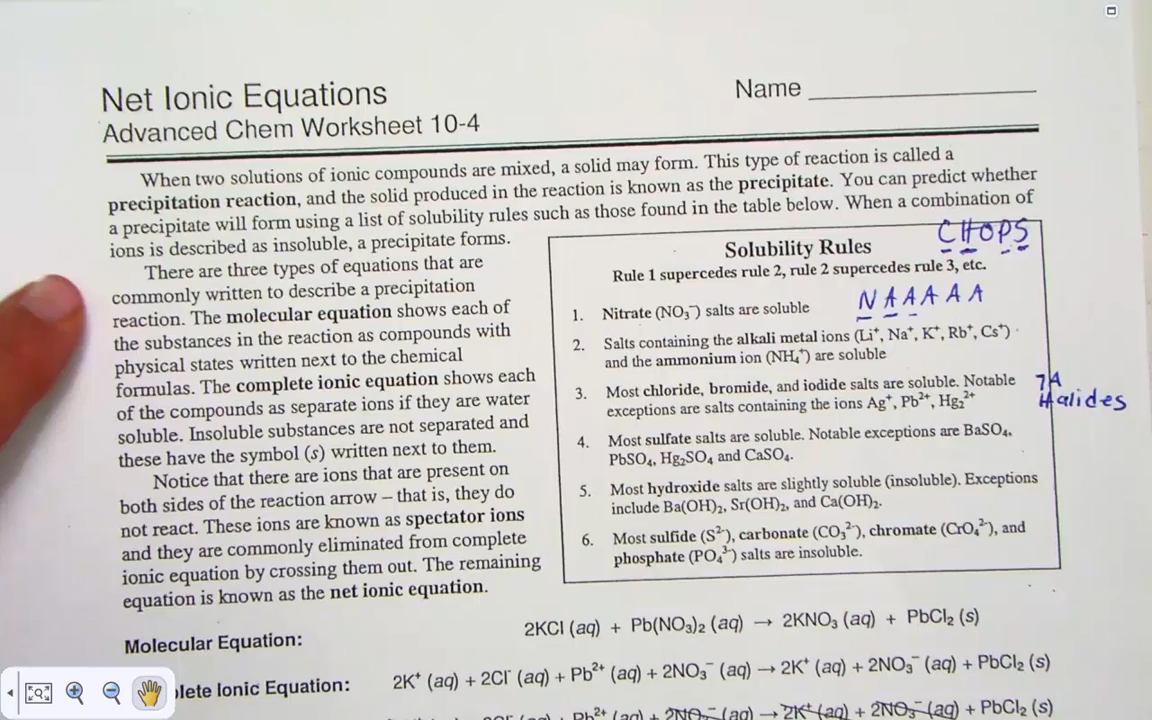 Net Ionic Equations
Name
Advanced Chem Worksheet 10-4
When two solutions of ionic compounds are mixed, a solid may form. This type of reaction is called a
precipitation reaction, and the solid produced in the reaction is known as the precipitate. You can predict whether
a precipitate will form using a list of solubility rules such as those found in the table below. When a combination of
ions is described as insoluble, a precipitate forms.
There are three types of equations that are
commonly written to describe a precipitation
reaction. The molecular equation shows each of
the substances in the reaction as compounds with
physical states written next to the chemical
formulas. The complete ionic equation shows each
of the compounds as separate ions if they are water
soluble. Insoluble substances are not separated and
these have the symbol (s) written next to them.
Notice that there are ions that are present on
both sides of the reaction arrow – that is, they do
not react. These ions are known as spectator ions
and they are commonly eliminated from complete
ionic equation by crossing them out. The remaining
equation is known as the net ionic equation.
CHOPS
Solubility Rules
Rule 1 supercedes rule 2, rule 2 supercedes rule 3, etc.
NAAAAA
1. Nitrate (NO₃⁻) salts are soluble
2. Salts containing the alkali metal ions (Li⁺, Na⁺, K⁺, Rb⁺, Cs⁺)
and the ammonium ion (NH₄⁺) are soluble
3. Most chloride, bromide, and iodide salts are soluble. Notable
exceptions are salts containing the ions Ag⁺, Pb²⁺, Hg₂²⁺
7A
Halides
4. Most sulfate salts are soluble. Notable exceptions are BaSO₄,
PbSO₄, Hg₂SO₄ and CaSO₄.
5. Most hydroxide salts are slightly soluble (insoluble). Exceptions
include Ba(OH)₂, Sr(OH)₂, and Ca(OH)₂.
6. Most sulfide (S²⁻), carbonate (CO₃²⁻), chromate (CrO₄²⁻), and
phosphate (PO₄³⁻) salts are insoluble.
Molecular Equation: 2KCl (aq) + Pb(NO₃)₂ (aq) → 2KNO₃ (aq) + PbCl₂ (s)
lete Ionic Equation: 2K⁺ (aq) + 2Cl⁻ (aq) + Pb²⁺ (aq) + 2NO₃⁻ (aq) → 2K⁺ (aq) + 2NO₃⁻ (aq) + PbCl₂ (s)
Pb²⁺ (aq) + 2NO₃⁻ (aq) → 2K⁺ (aq) + 2NO₃⁻ (aq) + PbCl₂ (s)